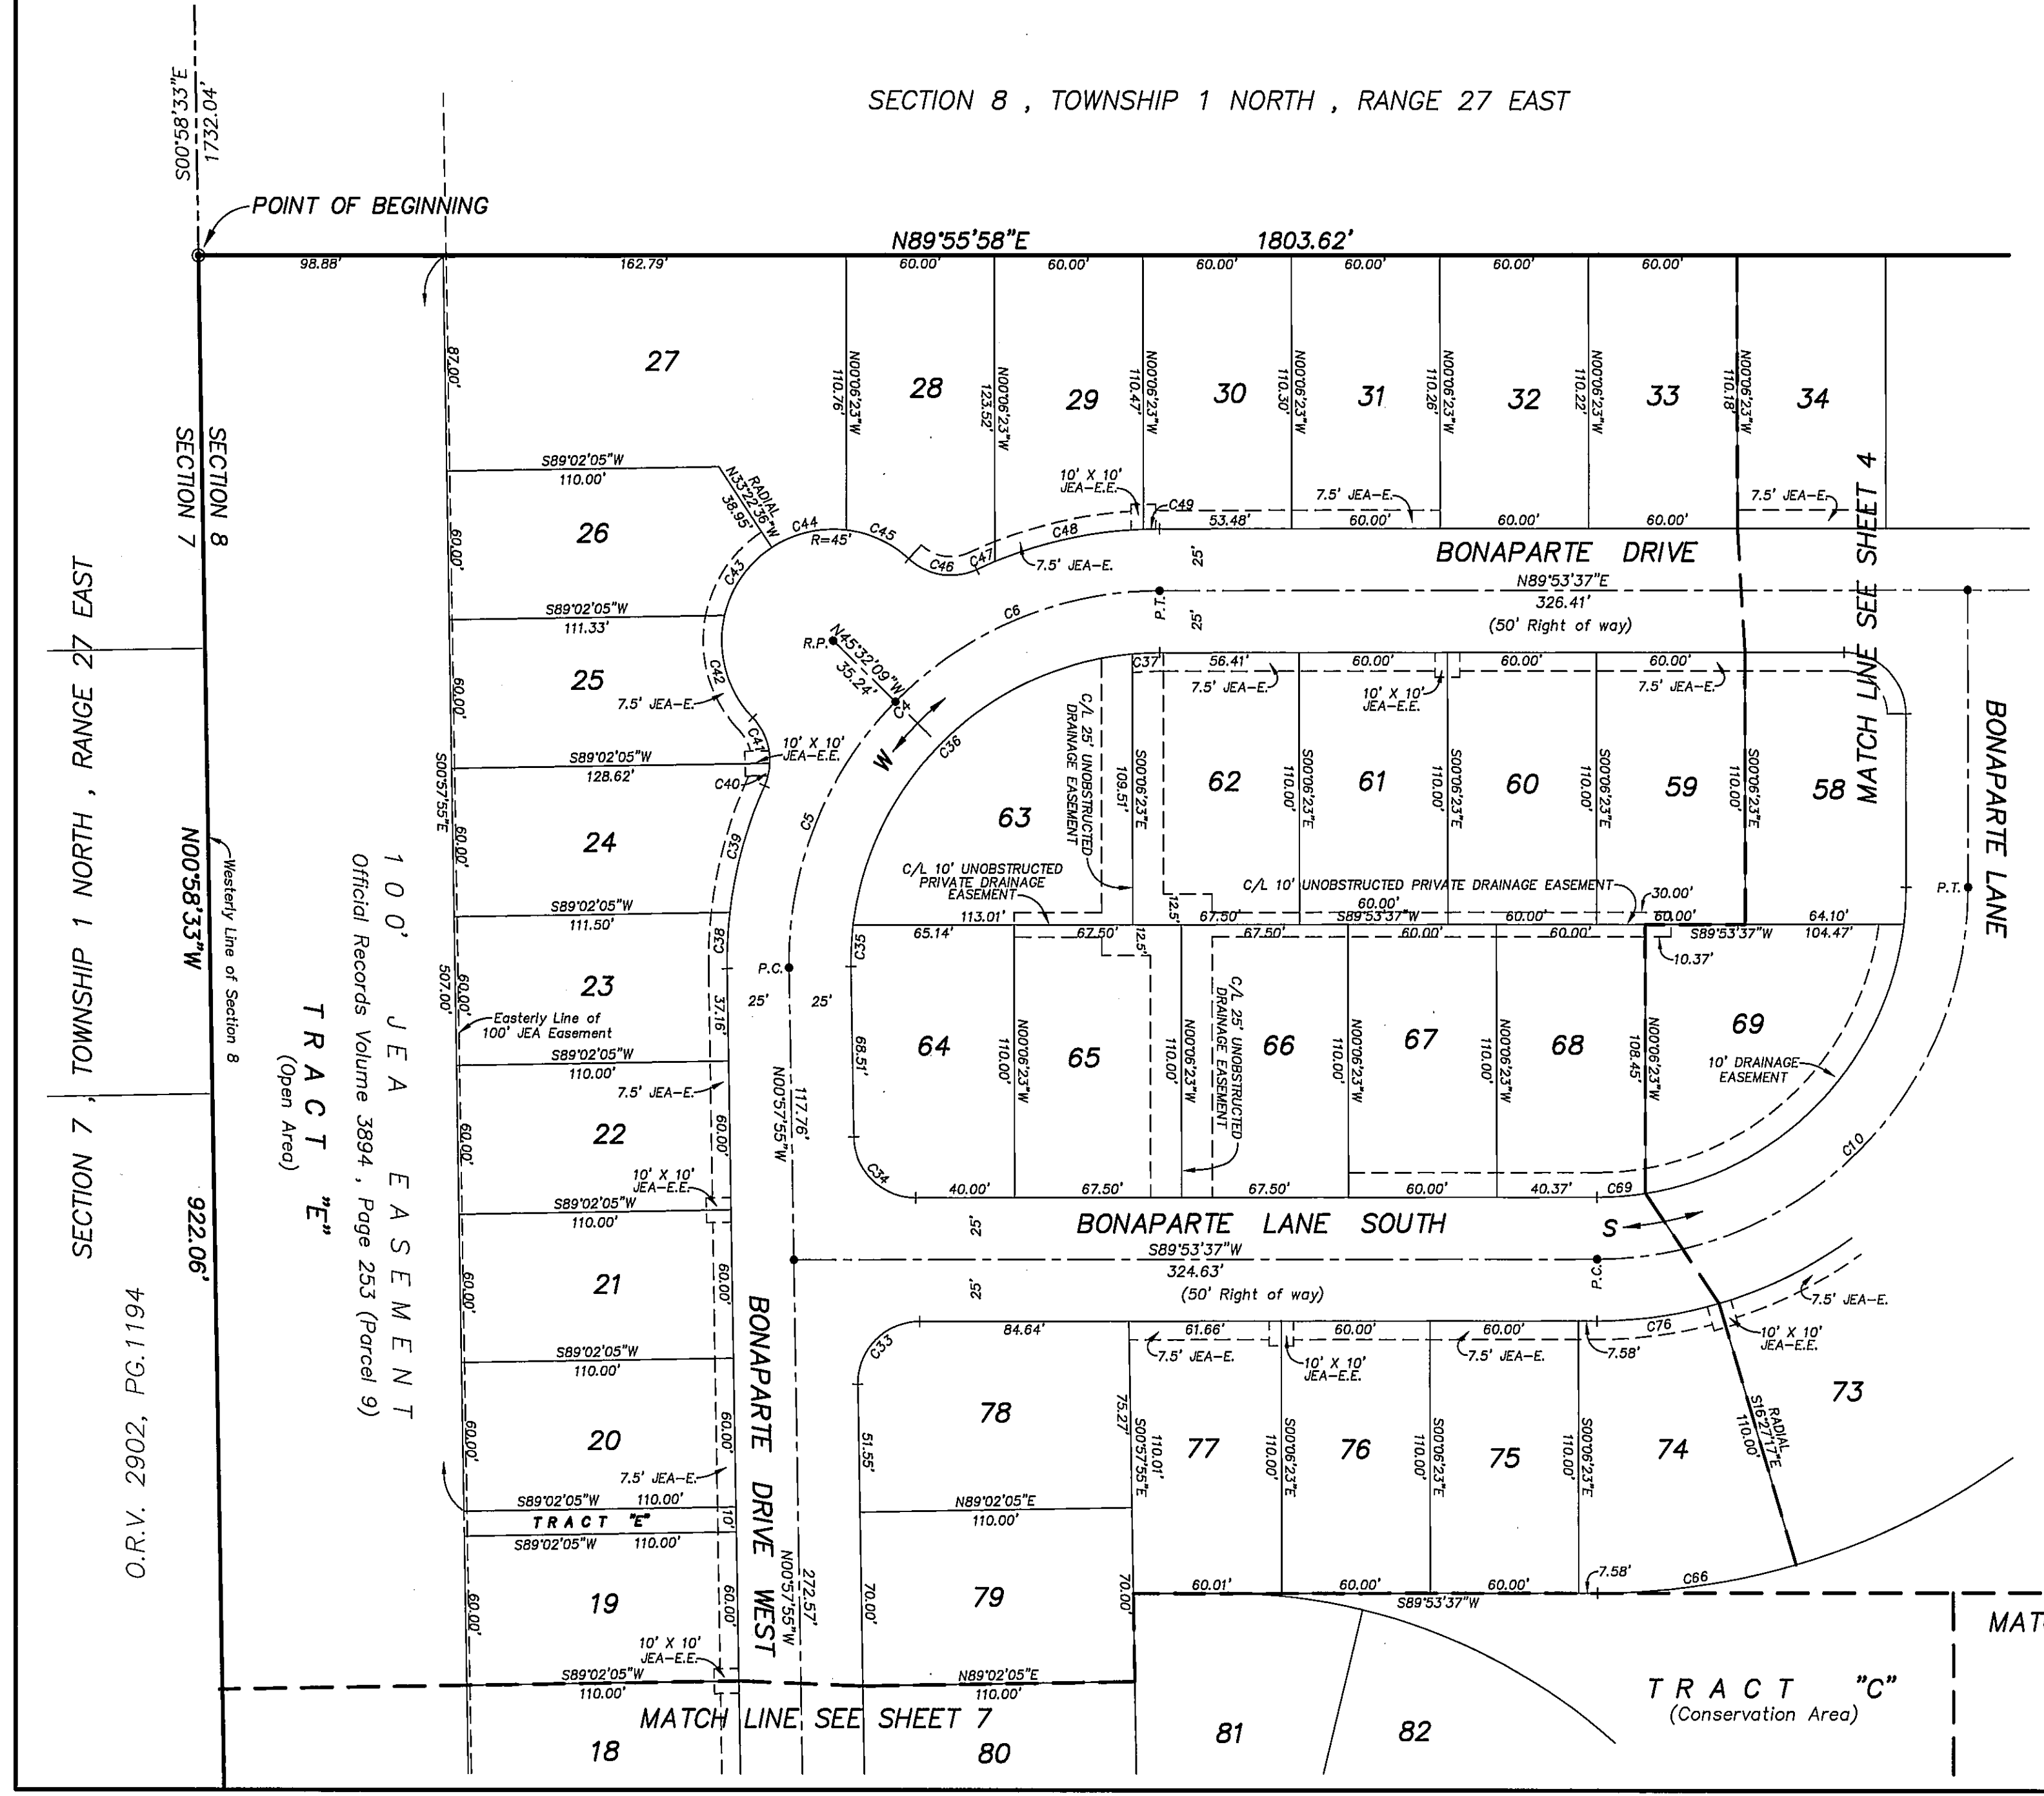 SECTION 8 , TOWNSHIP 1 NORTH , RANGE 27 EAST
S00°58'33"E
1732.04'
POINT OF BEGINNING
N89°55'58"E
1803.62'
98.88'
162.79'
60.00'
60.00'
60.00'
60.00'
60.00'
60.00'
27
28
29
30
31
32
33
34
87.00'
N00°06'23"W
110.76'
N00°06'23"W
123.52'
N00°06'23"W
110.47'
N00°06'23"W
110.30'
N00°06'23"W
110.26'
N00°06'23"W
110.22'
N00°06'23"W
110.18'
MATCH LINE SEE SHEET 4
SECTION 8
SECTION 7
S89°02'05"W
110.00'
RADIAL
N33°22'36"W
38.95'
10' X 10'
JEA-E.E.
C49
7.5' JEA-E.
7.5' JEA-E.
53.48'
60.00'
60.00'
60.00'
26
60.00'
C44
R=45'
C45
C43
C46
C47
C48
7.5' JEA-E.
25'
BONAPARTE DRIVE
N89°53'37"E
326.41'
(50' Right of way)
S89°02'05"W
111.33'
C6
P.T.
25'
R.P.
N45°32'09"W
35.24'
C4
W
C42
25
60.00'
7.5' JEA-E.
C41
10' X 10'
JEA-E.E.
S89°02'05"W
128.62'
C40
C37
56.41'
60.00'
60.00'
60.00'
7.5' JEA-E.
10' X 10'
JEA-E.E.
7.5' JEA-E.
C36
C5
C/L 25' UNOBSTRUCTED
DRAINAGE EASEMENT
109.51'
S00°06'23"E
62
S00°06'23"E
110.00'
61
S00°06'23"E
110.00'
60
S00°06'23"E
110.00'
59
S00°06'23"E
110.00'
58
BONAPARTE LANE
P.T.
63
C/L 10' UNOBSTRUCTED
PRIVATE DRAINAGE
EASEMENT
C/L 10' UNOBSTRUCTED PRIVATE DRAINAGE EASEMENT
30.00'
113.01'
12.5'
67.50'
60.00'
S89°53'37"W
60.00'
60.00'
64.10'
65.14'
67.50'
12.5'
67.50'
60.00'
60.00'
S89°53'37"W
104.47'
10.37'
SECTION 7 , TOWNSHIP 1 NORTH , RANGE 27 EAST
N00°58'33"W
922.06'
Westerly Line of Section 8
S00°57'55"E
507.00'
24
60.00'
C39
S89°02'05"W
111.50'
C38
23
60.00'
37.16'
Easterly Line of
100' JEA Easement
S89°02'05"W
110.00'
7.5' JEA-E.
100' JEA EASEMENT
Official Records Volume 3894 , Page 253 (Parcel 9)
TRACT "E"
(Open Area)
O.R.V. 2902, PG.1194
P.C.
25'
25'
C35
68.51'
117.76'
N00°57'55"W
64
N00°06'23"W
110.00'
65
N00°06'23"W
110.00'
C/L 25' UNOBSTRUCTED
DRAINAGE EASEMENT
66
N00°06'23"W
110.00'
67
N00°06'23"W
110.00'
68
N00°06'23"W
108.45'
69
10' DRAINAGE
EASEMENT
C10
22
60.00'
60.00'
10' X 10'
JEA-E.E.
S89°02'05"W
110.00'
C34
40.00'
67.50'
67.50'
60.00'
40.37'
C69
25'
BONAPARTE LANE SOUTH
S
S89°53'37"W
324.63'
(50' Right of way)
25'
P.C.
21
60.00'
60.00'
S89°02'05"W
110.00'
BONAPARTE DRIVE WEST
C33
84.64'
61.66'
60.00'
60.00'
C76
7.58'
7.5' JEA-E.
10' X 10'
JEA-E.E.
7.5' JEA-E.
7.5' JEA-E.
10' X 10'
JEA-E.E.
73
78
51.55'
75.27'
S00°57'55"E
110.01'
77
S00°06'23"E
110.00'
76
S00°06'23"E
110.00'
75
S00°06'23"E
110.00'
74
RADIAL
S16°27'17"E
110.00'
20
60.00'
60.00'
7.5' JEA-E.
S89°02'05"W 110.00'
TRACT "E"
10'
S89°02'05"W 110.00'
N89°02'05"E
110.00'
19
60.00'
60.00'
10' X 10'
JEA-E.E.
272.57'
N00°57'55"W
70.00'
79
70.00'
60.01'
60.00'
60.00'
7.58'
C66
S89°53'37"W
S89°02'05"W
110.00'
N89°02'05"E
110.00'
MATCH LINE SEE SHEET 7
18
80
81
82
TRACT "C"
(Conservation Area)
MAT